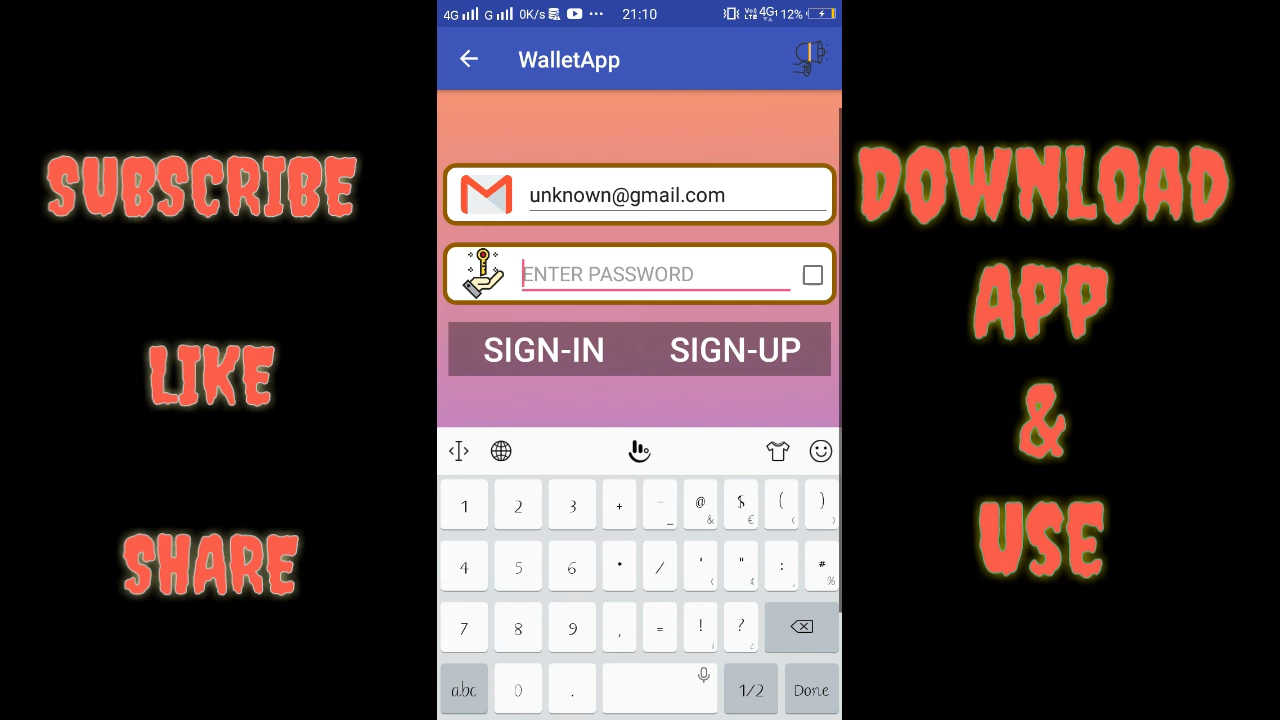 SUBSCRIBE
LIKE
SHARE
4G G 0K/s ... 21:10 4G 12%
WalletApp
unknown@gmail.com
ENTER PASSWORD
SIGN-IN SIGN-UP
1 2 3 + - _ @ & $ € ( )
4 5 6 * / ' " : # %
7 8 9 , = ! ?
abc 0 . 1/2 Done
DOWNLOAD
APP
&
USE